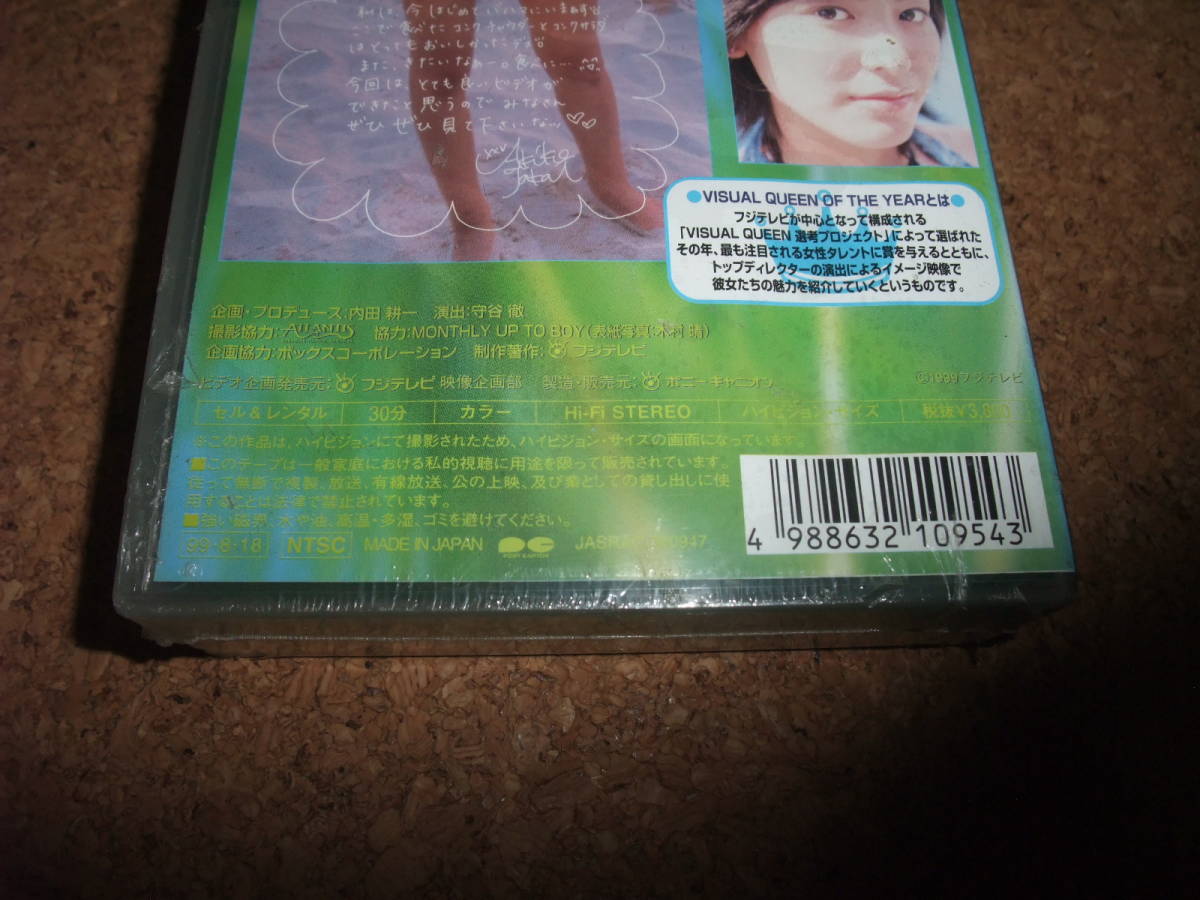 私は、今はじめて
ここで食べたコンクチャウダーとコンクサラダ
はとってもおいしかったデス。
また、きたいなぁー。食べに…
今回は、とても良いビデオが
できたと思うので みなさん
ぜひ ぜひ 見て下さいな…♡♡
●VISUAL QUEEN OF THE YEARとは●
フジテレビが中心となって構成される
「VISUAL QUEEN 選考プロジェクト」によって選ばれた
その年、最も注目される女性タレントに賞を与えるとともに、
トップディレクターの演出によるイメージ映像で
彼女たちの魅力を紹介していくというものです。
企画・プロデュース:内田 耕一 演出:守谷 徹
撮影協力: ATLANTIS 協力:MONTHLY UP TO BOY(表紙写真:木村 晴)
企画協力:ボックスコーポレーション 制作著作: フジテレビ
ビデオ企画発売元: フジテレビ 映像企画部 製造・販売元: ポニーキャニオン ©1999フジテレビ
セル&レンタル 30分 カラー Hi-Fi STEREO ハイビジョン・サイズ 税抜¥3,800
※この作品は、ハイビジョンにて撮影されたため、ハイビジョン・サイズの画面になっています。
■このテープは一般家庭における私的視聴に用途を限って販売されています。
従って無断で複製、放送、有線放送、公の上映、及び業としての貸し出しに使
用することは法律で禁止されています。
■強い磁界、水や油、高温・多湿、ゴミを避けてください。
99-8-18 NTSC MADE IN JAPAN PONY CANYON JASRAC
4 988632 109543